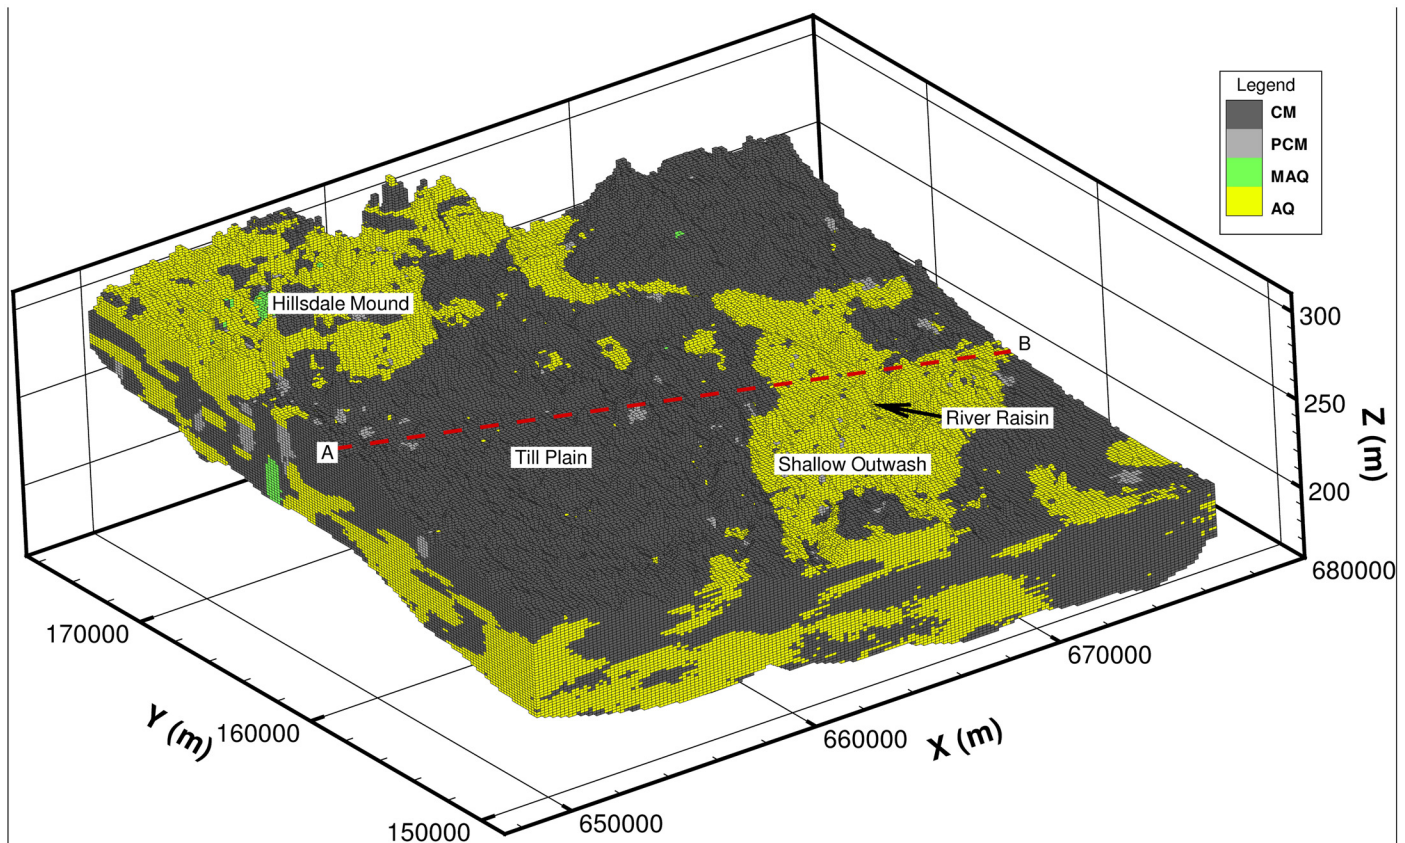 Legend
CM
PCM
MAQ
AQ
Hillsdale Mound
B
River Raisin
A
Till Plain
Shallow Outwash
300
250
200
Z (m)
680000
670000
660000
650000
X (m)
170000
160000
150000
Y (m)